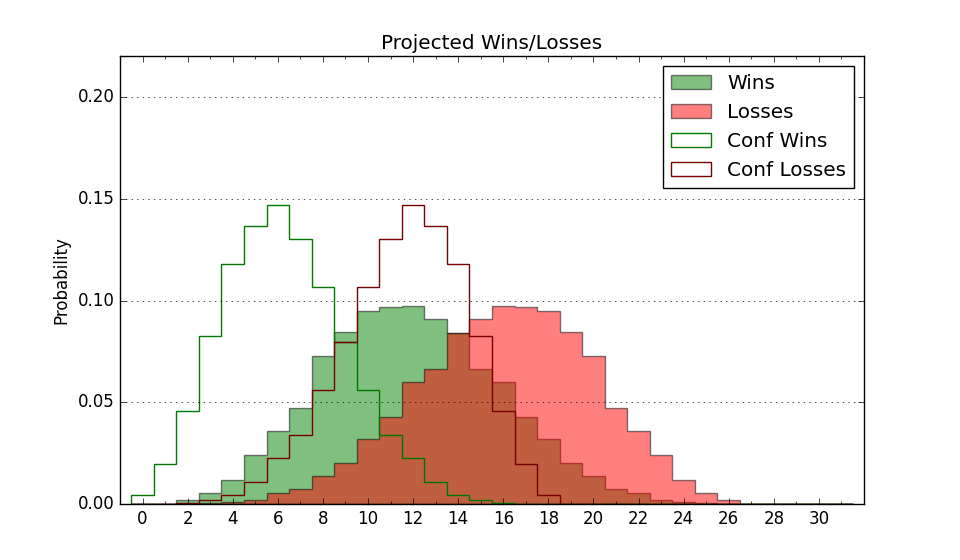 Projected Wins/Losses
Wins
Losses
Conf Wins
Conf Losses
Probability
0.20
0.15
0.10
0.05
0.00
0 2 4 6 8 10 12 14 16 18 20 22 24 26 28 30